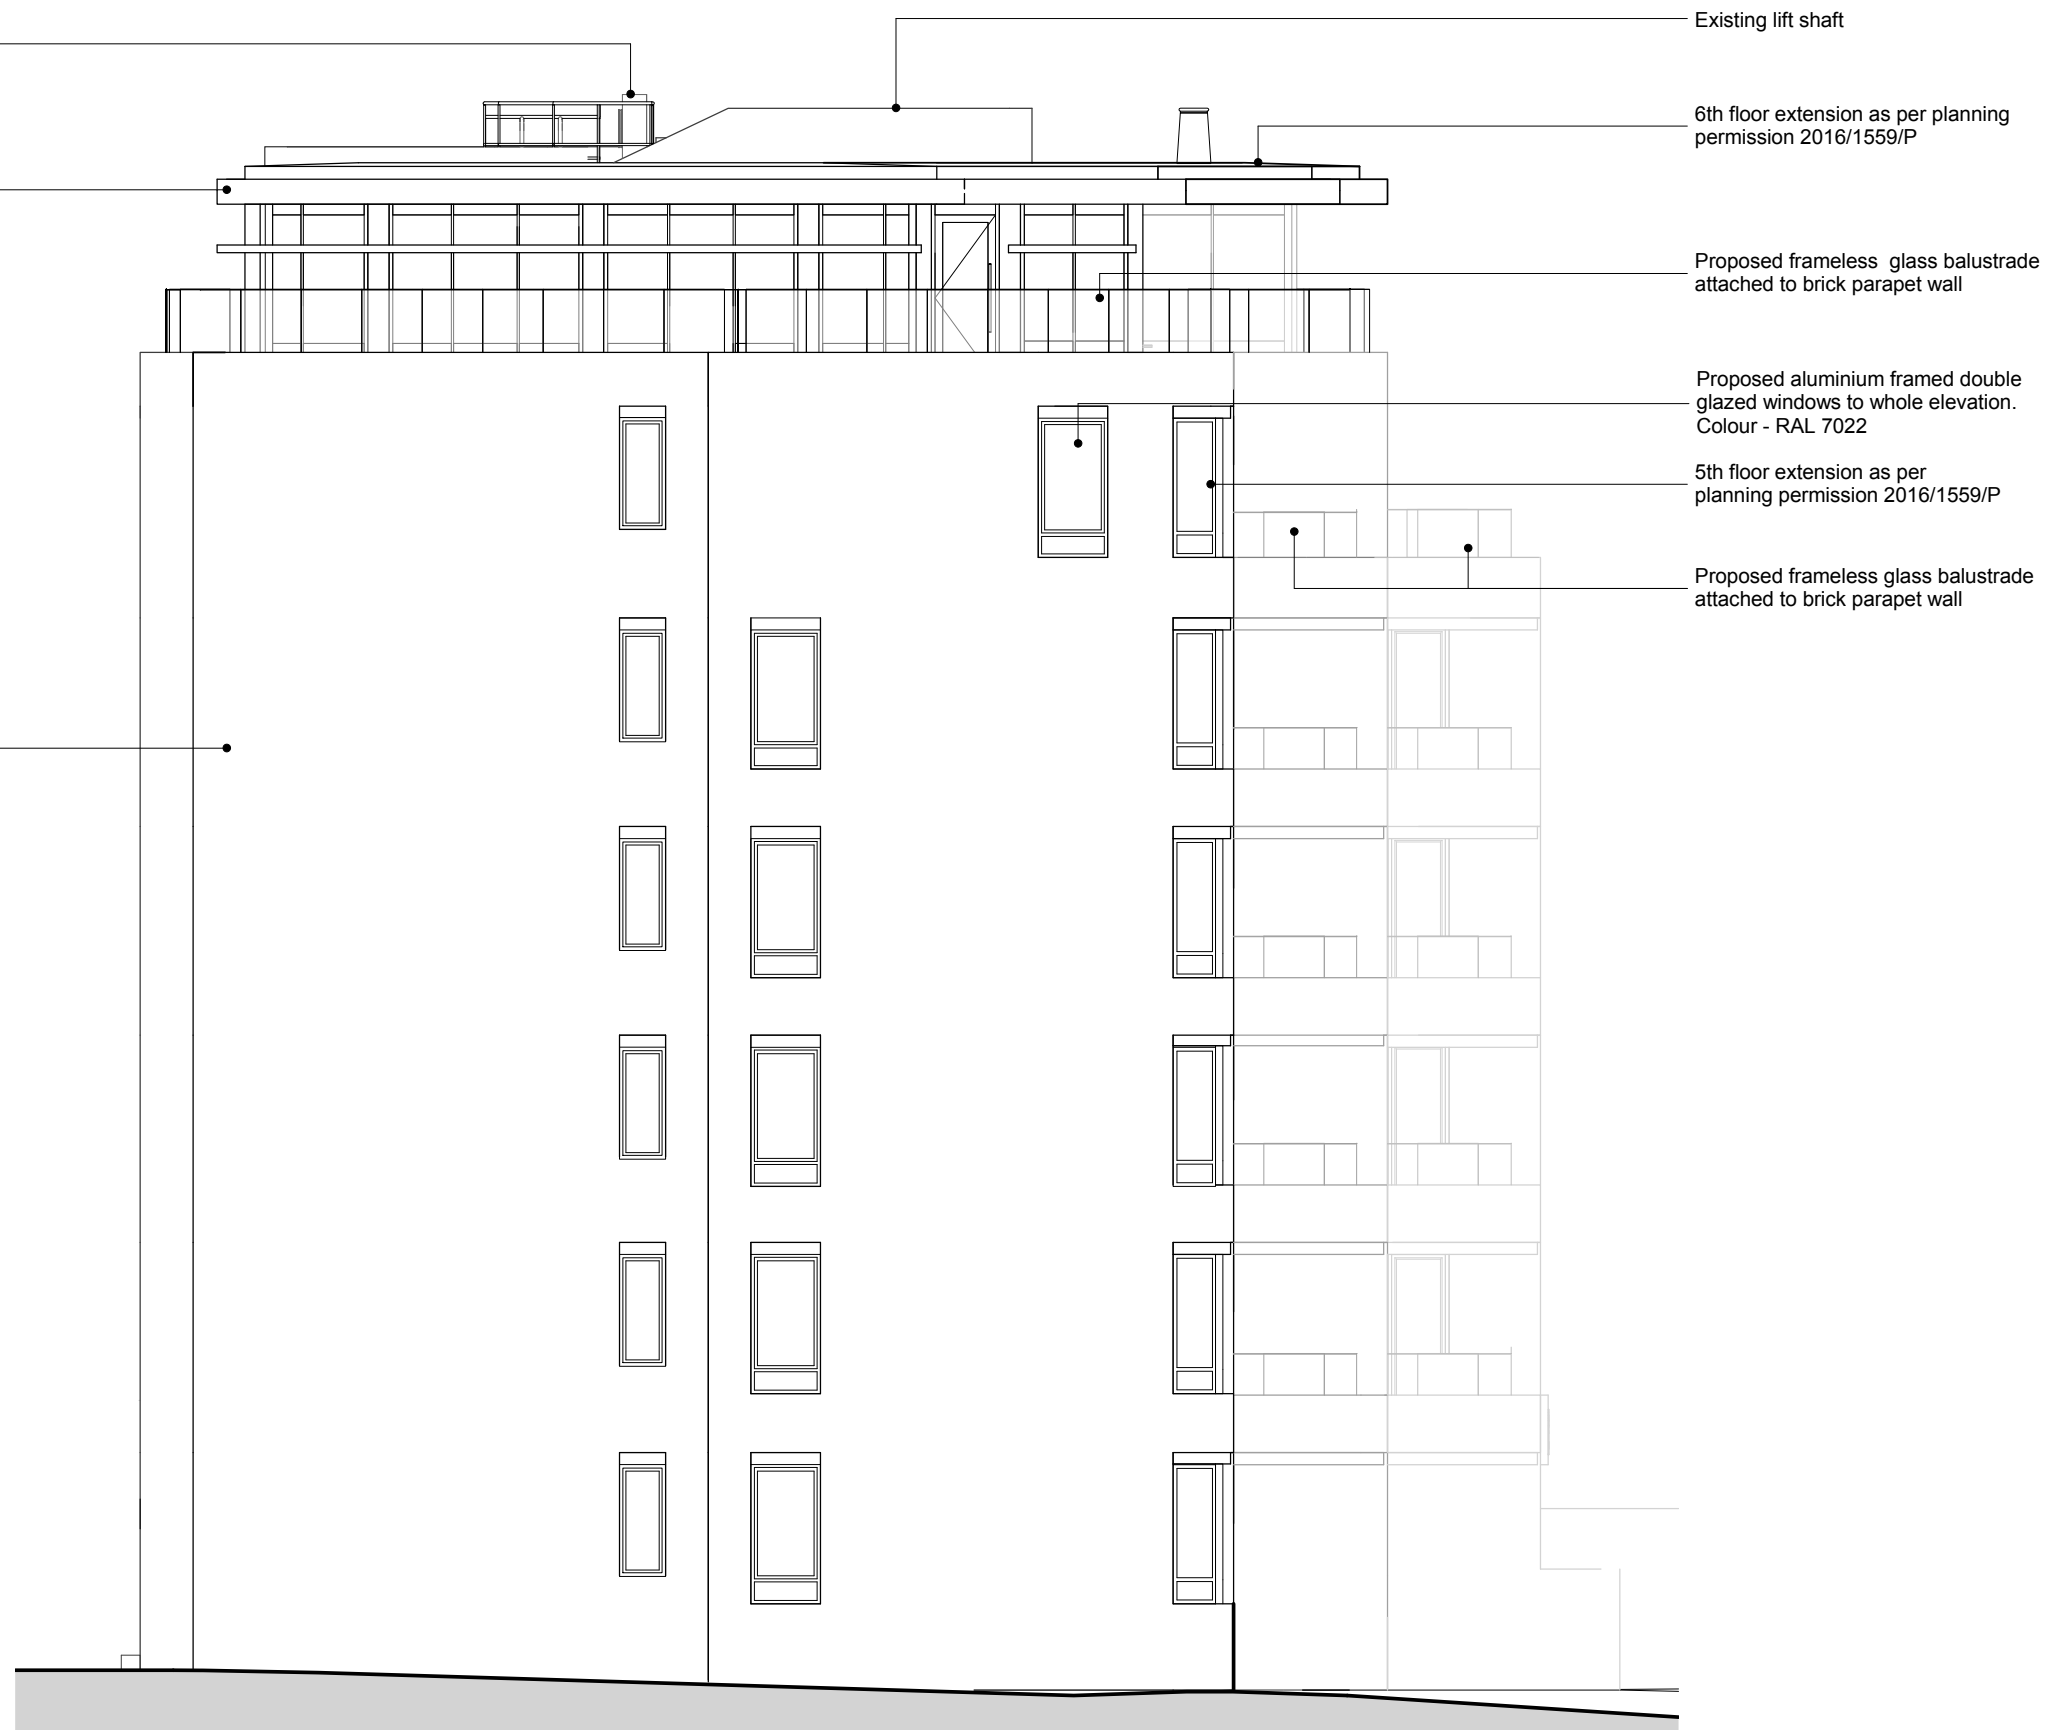 Existing lift shaft
6th floor extension as per planning
permission 2016/1559/P
Proposed frameless  glass balustrade
attached to brick parapet wall
Proposed aluminium framed double
glazed windows to whole elevation.
Colour - RAL 7022
5th floor extension as per
planning permission 2016/1559/P
Proposed frameless glass balustrade
attached to brick parapet wall